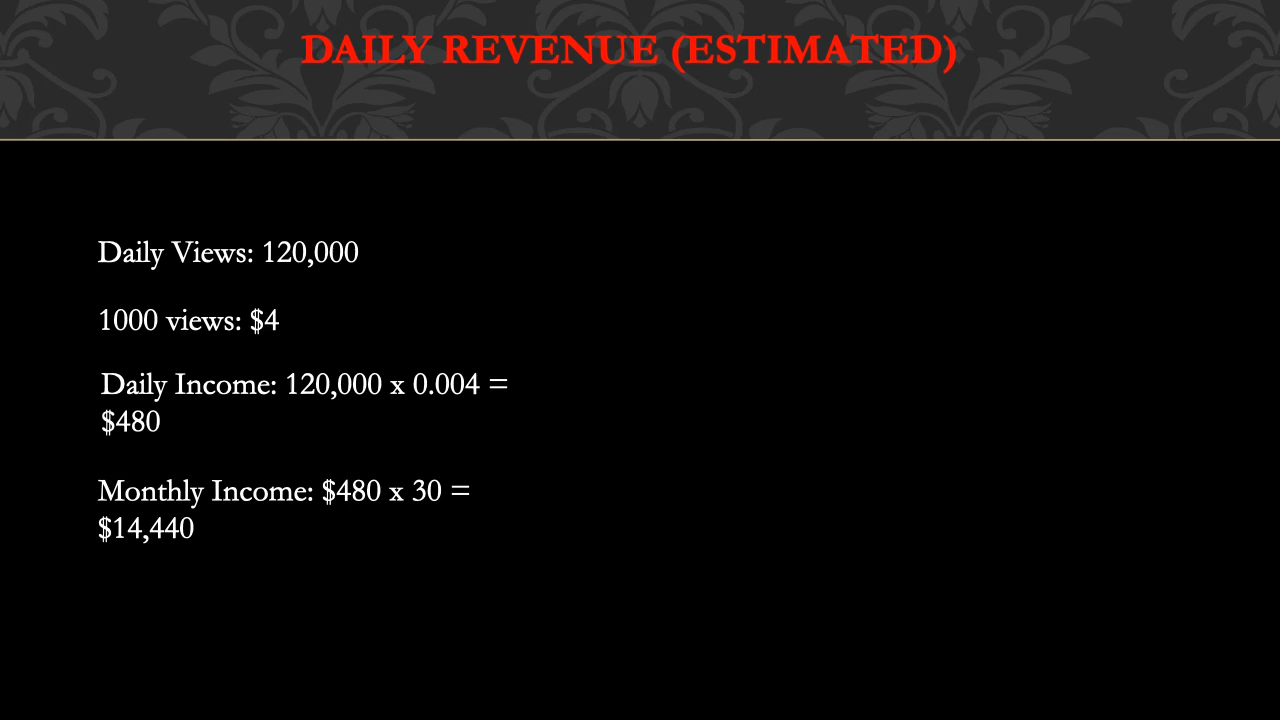 DAILY REVENUE (ESTIMATED)
Daily Views: 120,000
1000 views: $4
Daily Income: 120,000 x 0.004 =
$480
Monthly Income: $480 x 30 =
$14,440